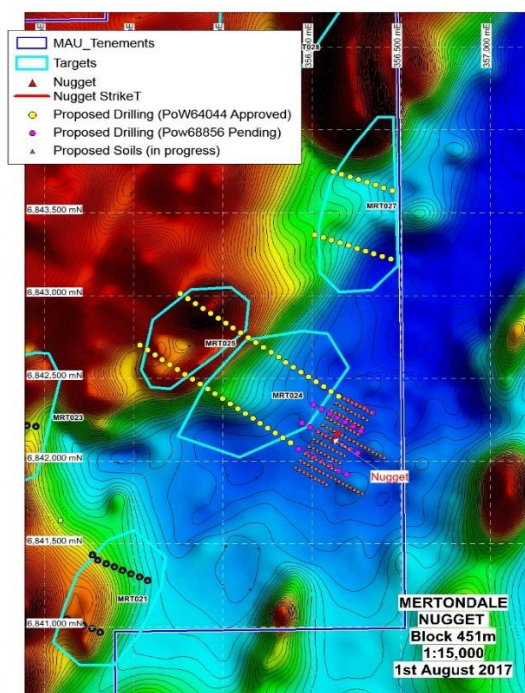 MAU_Tenements
Targets
Nugget
Nugget StrikeT
Proposed Drilling (PoW64044 Approved)
Proposed Drilling (Pow68856 Pending)
Proposed Soils (in progress)
MRT028
356,500 mE
357,000 mE
MRT027
6,843,500 mN
6,843,000 mN
MRT025
6,842,500 mN
MRT024
MRT023
6,842,000 mN
Nugget
6,841,500 mN
MRT021
6,841,000 mN
MERTONDALE
NUGGET
Block 451m
1:15,000
1st August 2017